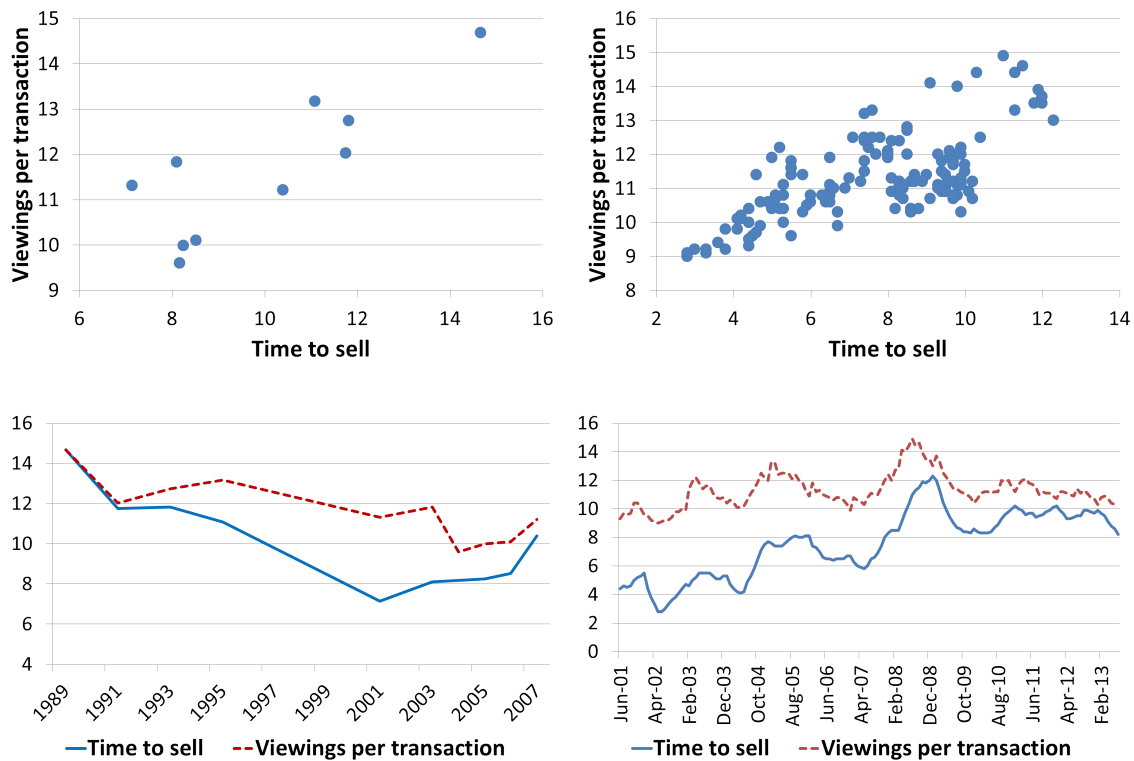 Viewings per transaction
15
14
13
12
11
10
9
6
8
10
12
14
16
Time to sell
Viewings per transaction
16
15
14
13
12
11
10
9
8
2
4
6
8
10
12
14
Time to sell
16
14
12
10
8
6
4
1989
1991
1993
1995
1997
1999
2001
2003
2005
2007
Time to sell
Viewings per transaction
16
14
12
10
8
6
4
2
0
Jun-01
Apr-02
Feb-03
Dec-03
Oct-04
Aug-05
Jun-06
Apr-07
Feb-08
Dec-08
Oct-09
Aug-10
Jun-11
Apr-12
Feb-13
Time to sell
Viewings per transaction